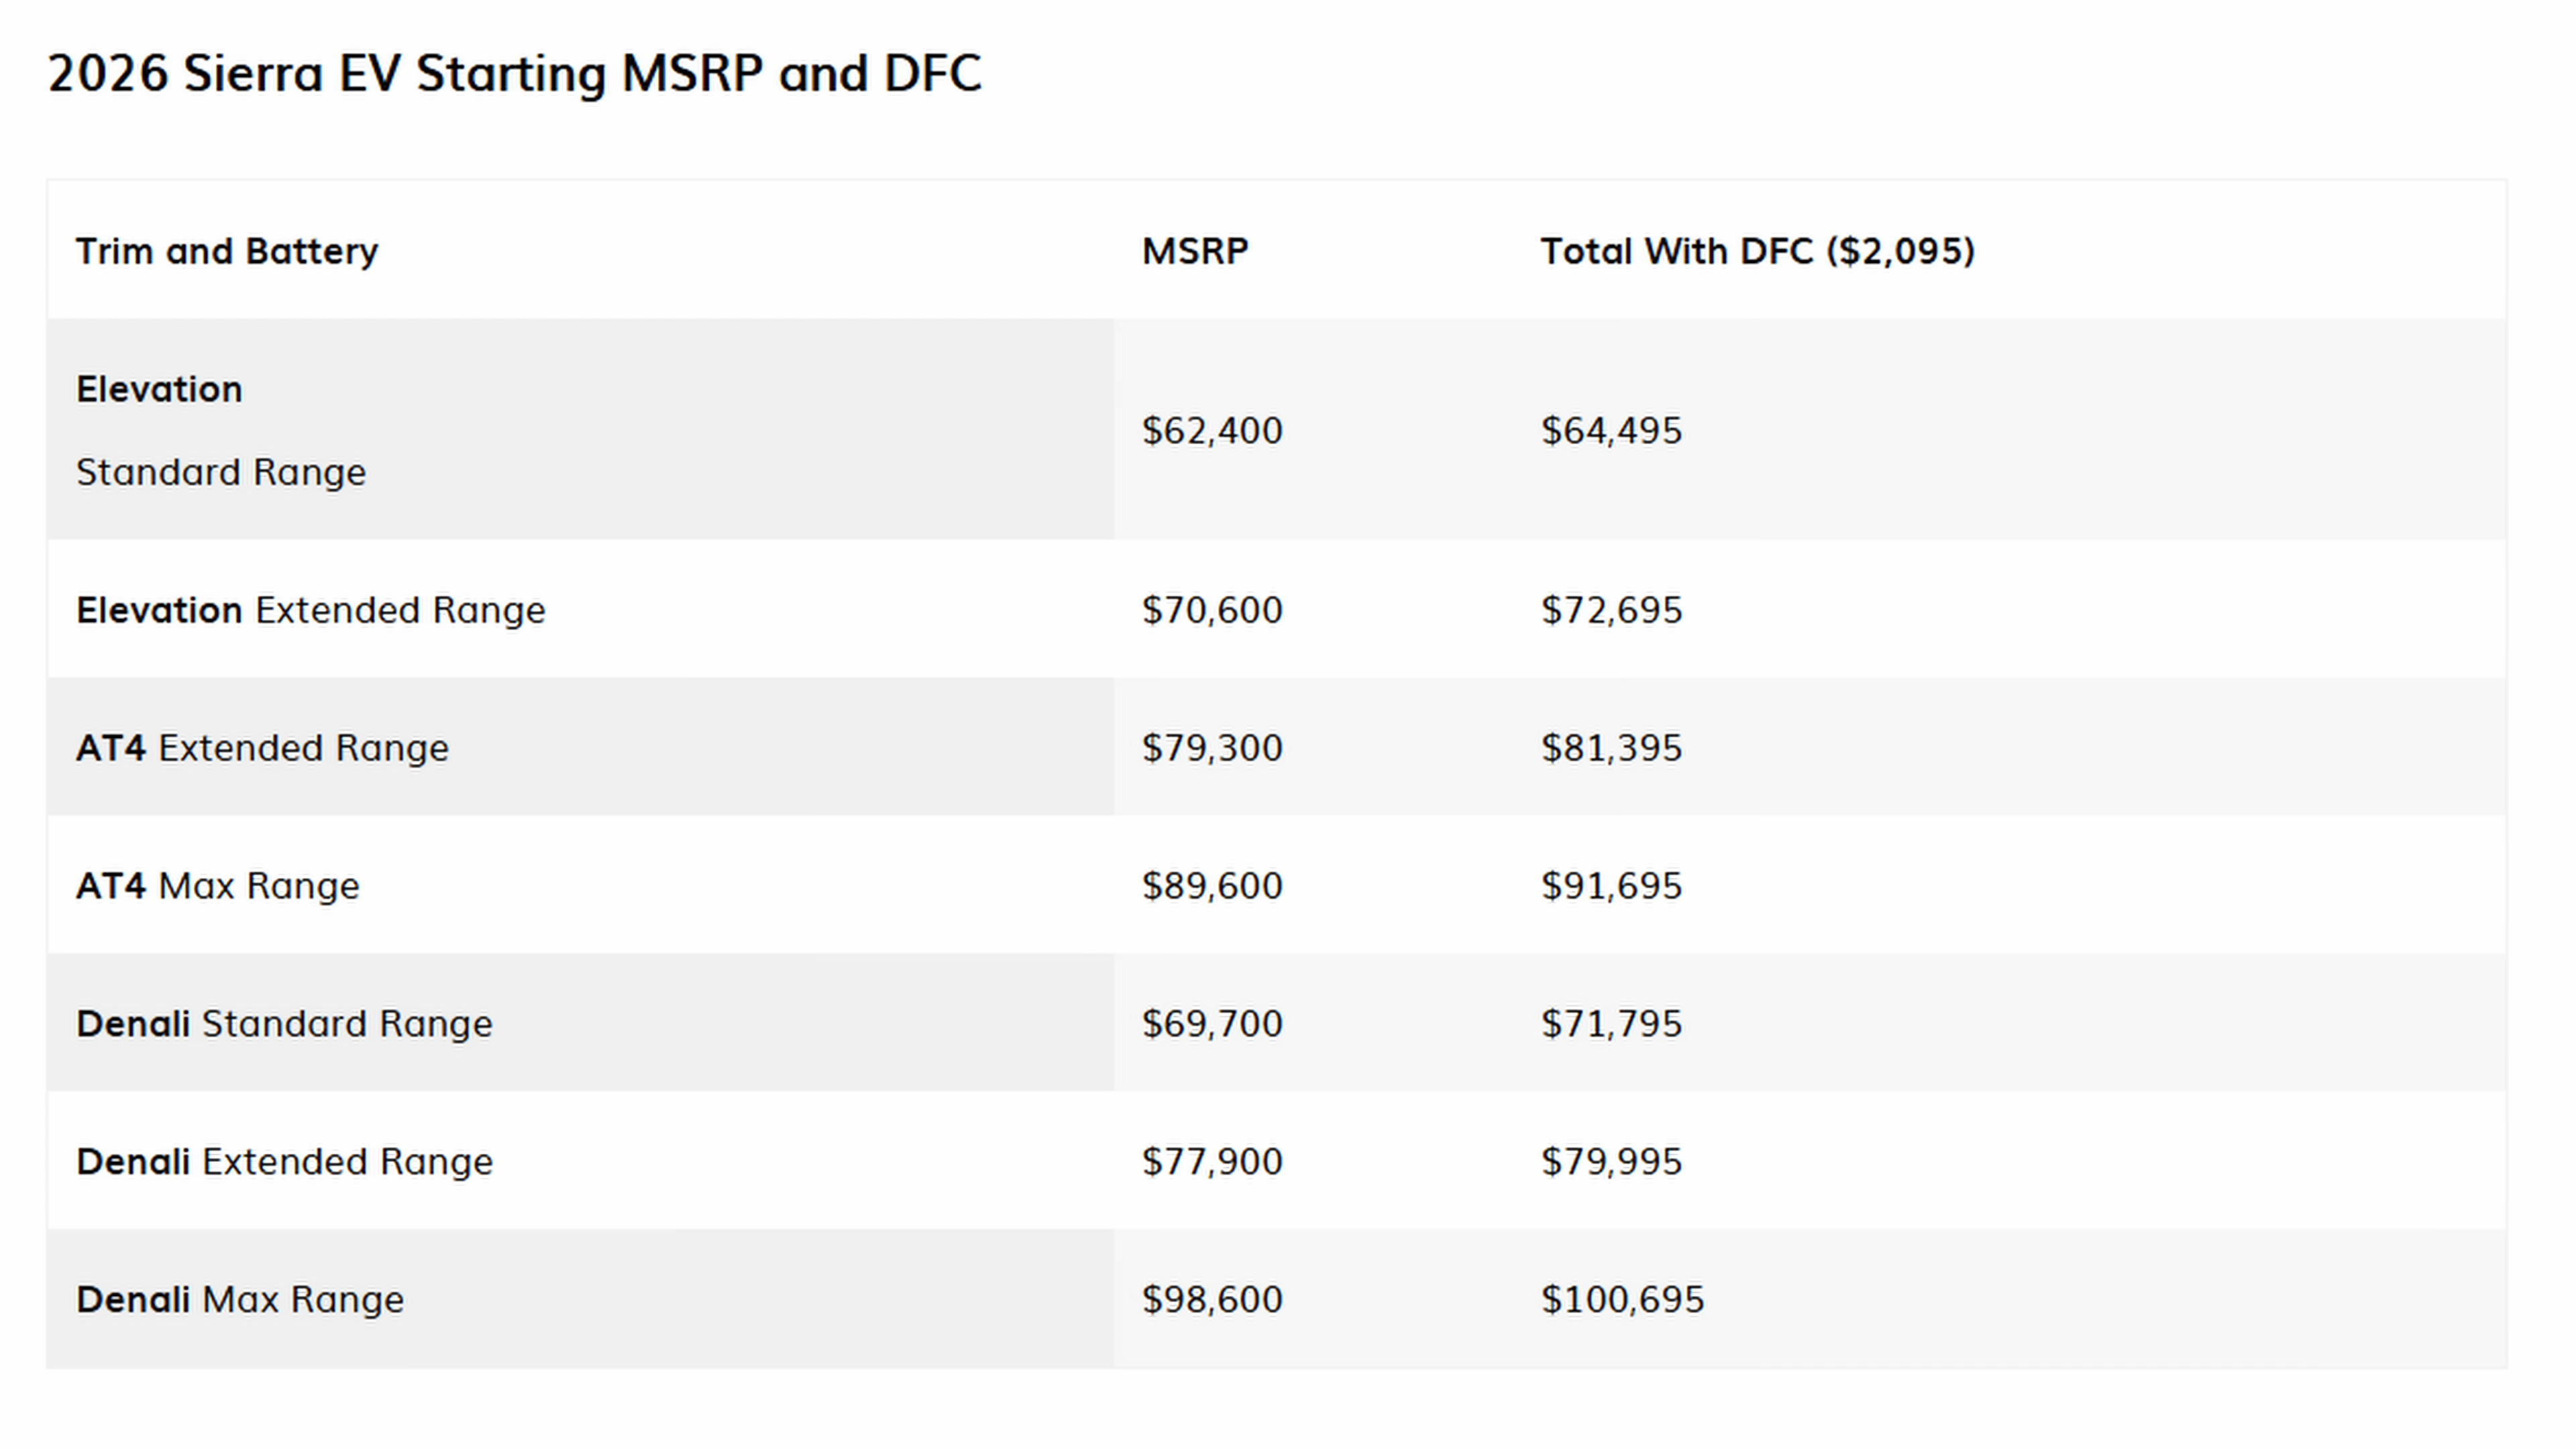 2026 Sierra EV Starting MSRP and DFC
Trim and Battery MSRP Total With DFC ($2,095)
Elevation
Standard Range $62,400 $64,495
Elevation Extended Range $70,600 $72,695
AT4 Extended Range $79,300 $81,395
AT4 Max Range $89,600 $91,695
Denali Standard Range $69,700 $71,795
Denali Extended Range $77,900 $79,995
Denali Max Range $98,600 $100,695